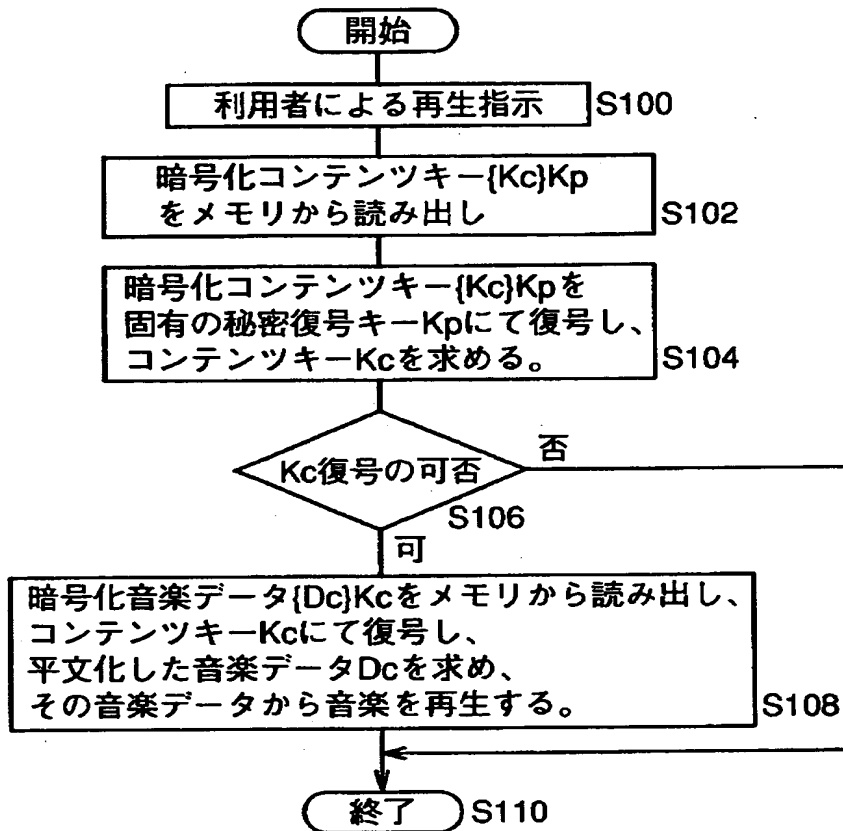 開始
利用者による再生指示
S100
暗号化コンテンツキー{Kc}Kp
をメモリから読み出し
S102
暗号化コンテンツキー{Kc}Kpを
固有の秘密復号キーKpにて復号し、
コンテンツキーKcを求める。
S104
Kc復号の可否
否
S106
可
暗号化音楽データ{Dc}Kcをメモリから読み出し、
コンテンツキーKcにて復号し、
平文化した音楽データDcを求め、
その音楽データから音楽を再生する。
S108
終了
S110